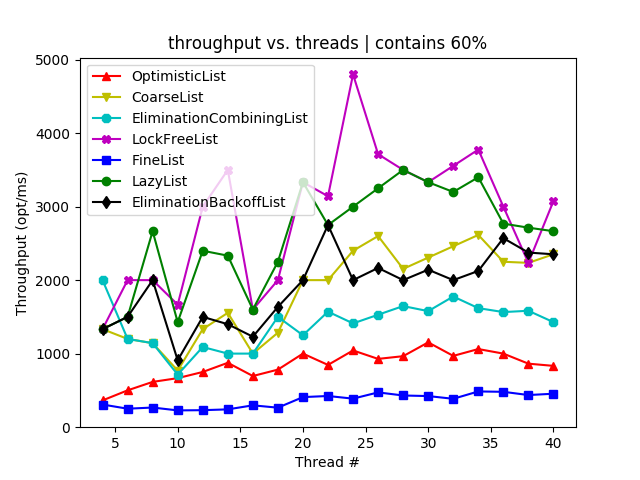 throughput vs. threads | contains 60%
OptimisticList
CoarseList
EliminationCombiningList
LockFreeList
FineList
LazyList
EliminationBackoffList
Throughput (opt/ms)
5000
4000
3000
2000
1000
0
5 10 15 20 25 30 35 40
Thread #